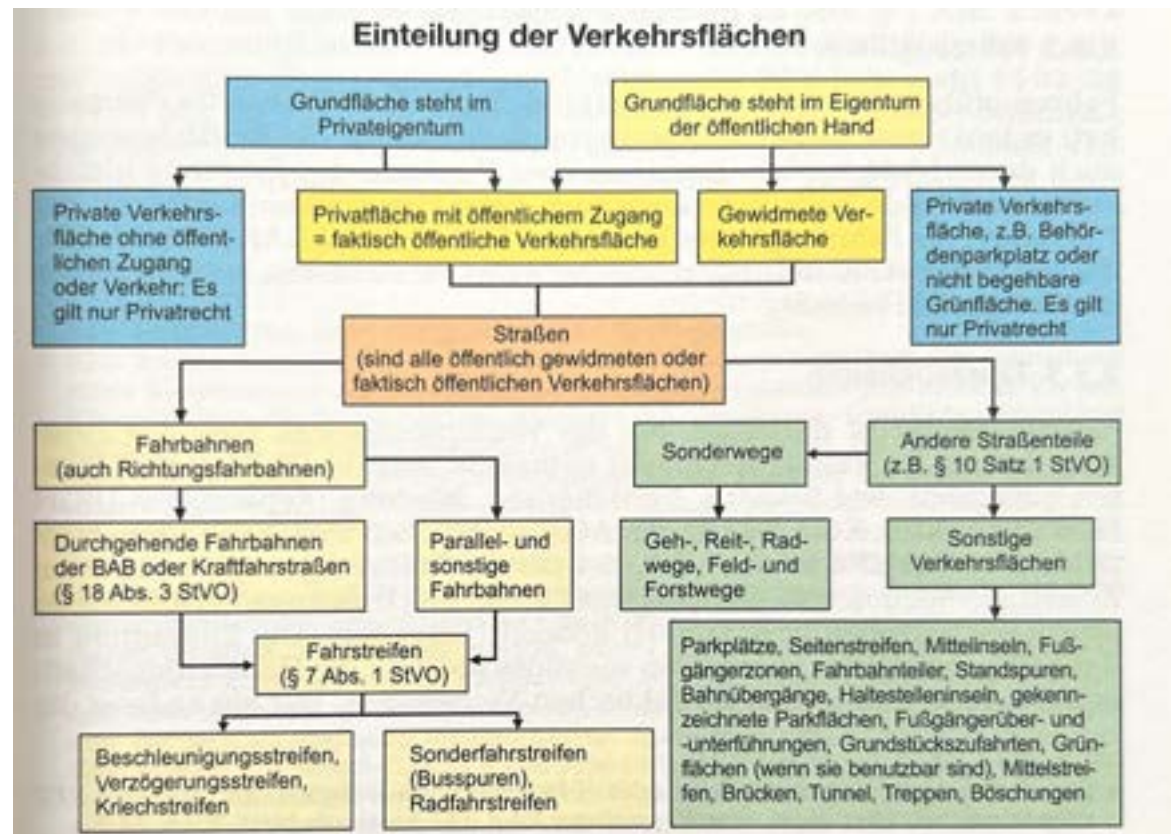 Einteilung der Verkehrsflächen
Grundfläche steht im
Privateigentum
Grundfläche steht im Eigentum
der öffentlichen Hand
Private Verkehrs-
fläche ohne öffent-
lichen Zugang
oder Verkehr: Es
gilt nur Privatrecht
Privatfläche mit öffentlichem Zugang
= faktisch öffentliche Verkehrsfläche
Gewidmete Ver-
kehrsfläche
Private Verkehrs-
fläche, z.B. Behör-
denparkplatz oder
nicht begehbare
Grünfläche. Es gilt
nur Privatrecht
Straßen
(sind alle öffentlich gewidmeten oder
faktisch öffentlichen Verkehrsflächen)
Fahrbahnen
(auch Richtungsfahrbahnen)
Sonderwege
Andere Straßenteile
(z.B. § 10 Satz 1 StVO)
Durchgehende Fahrbahnen
der BAB oder Kraftfahrstraßen
(§ 18 Abs. 3 StVO)
Parallel- und
sonstige
Fahrbahnen
Geh-, Reit-, Rad-
wege, Feld- und
Forstwege
Sonstige
Verkehrsflächen
Fahrstreifen
(§ 7 Abs. 1 StVO)
Beschleunigungsstreifen,
Verzögerungsstreifen,
Kriechstreifen
Sonderfahrstreifen
(Busspuren),
Radfahrstreifen
Parkplätze, Seitenstreifen, Mittelinseln, Fuß-
gängerzonen, Fahrbahnteiler, Standspuren,
Bahnübergänge, Haltestelleninseln, gekenn-
zeichnete Parkflächen, Fußgängerüber- und
-unterführungen, Grundstückszufahrten, Grün-
flächen (wenn sie benutzbar sind), Mittelstrei-
fen, Brücken, Tunnel, Treppen, Böschungen